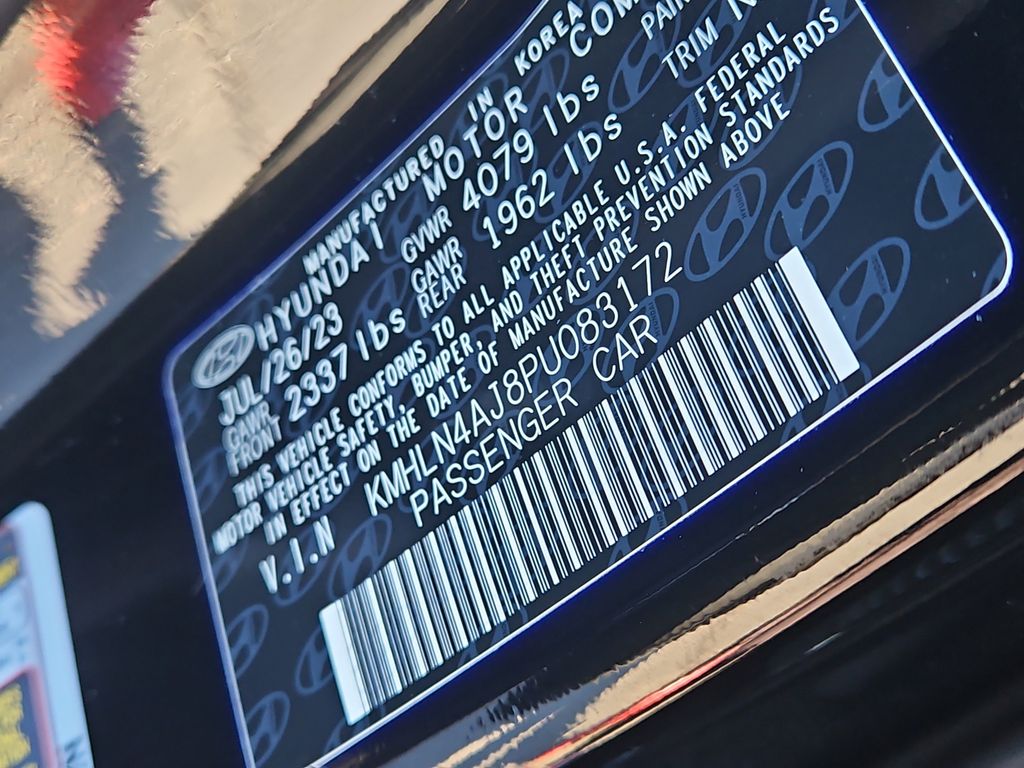 MANUFACTURED IN KOREA
HYUNDAI MOTOR COM
JUL/26/23 GVWR 4079 lbs PAIN
GAWR FRONT 2337 lbs GAWR REAR 1962 lbs TRIM N
THIS VEHICLE CONFORMS TO ALL APPLICABLE U.S.A. FEDERAL
MOTOR VEHICLE SAFETY, BUMPER, AND THEFT PREVENTION STANDARDS
IN EFFECT ON THE DATE OF MANUFACTURE SHOWN ABOVE
V.I.N KMHLN4AJ8PU083172
PASSENGER CAR